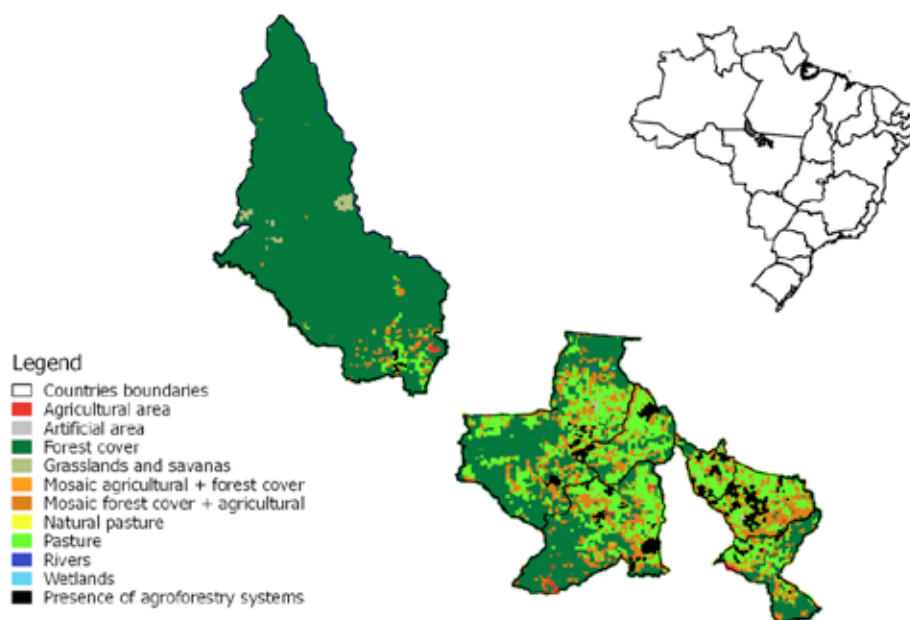 Legend
Countries boundaries
Agricultural area
Artificial area
Forest cover
Grasslands and savanas
Mosaic agricultural + forest cover
Mosaic forest cover + agricultural
Natural pasture
Pasture
Rivers
Wetlands
Presence of agroforestry systems